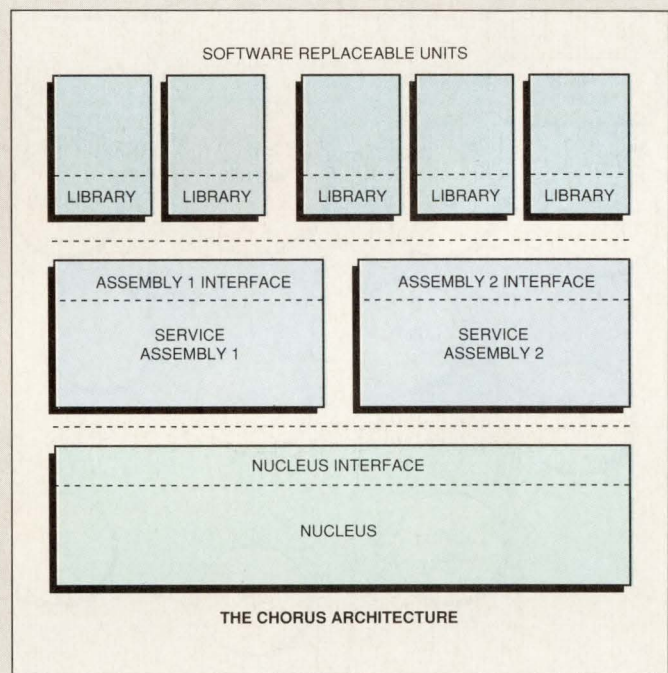 SOFTWARE REPLACEABLE UNITS
LIBRARY LIBRARY LIBRARY LIBRARY LIBRARY
ASSEMBLY 1 INTERFACE ASSEMBLY 2 INTERFACE
SERVICE SERVICE
ASSEMBLY 1 ASSEMBLY 2
NUCLEUS INTERFACE
NUCLEUS
THE CHORUS ARCHITECTURE